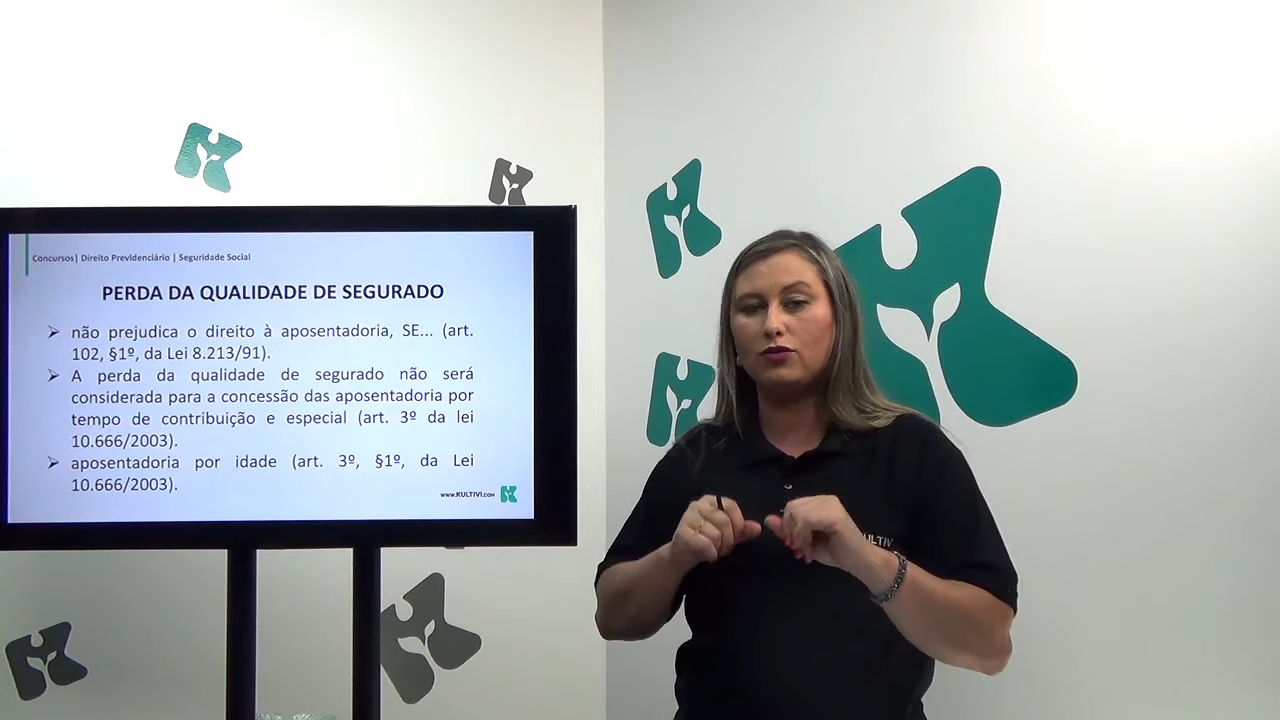 Concursos| Direito Previdenciário | Seguridade Social
PERDA DA QUALIDADE DE SEGURADO
➢ não prejudica o direito à aposentadoria, SE... (art.
102, §1º, da Lei 8.213/91).
➢ A perda da qualidade de segurado não será
considerada para a concessão das aposentadoria por
tempo de contribuição e especial (art. 3º da lei
10.666/2003).
➢ aposentadoria por idade (art. 3º, §1º, da Lei
10.666/2003).
www.KULTIVI.com